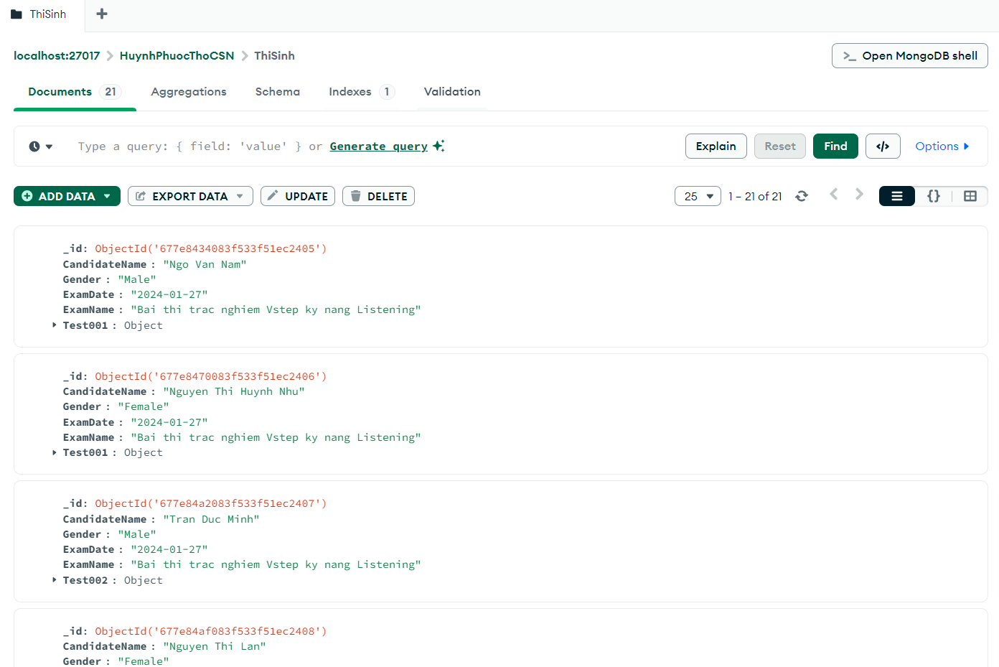 ThiSinh
localhost:27017 HuynhPhuocThoCSN ThiSinh
>_ Open MongoDB shell
Documents 21 Aggregations Schema Indexes 1 Validation
Type a query: { field: 'value' } or Generate query
Explain Reset Find </> Options
ADD DATA EXPORT DATA UPDATE DELETE
25 1 – 21 of 21 {}
_id: ObjectId('677e8434083f533f51ec2405')
CandidateName : "Ngo Van Nam"
Gender : "Male"
ExamDate : "2024-01-27"
ExamName : "Bai thi trac nghiem Vstep ky nang Listening"
Test001 : Object
_id: ObjectId('677e8470083f533f51ec2406')
CandidateName : "Nguyen Thi Huynh Nhu"
Gender : "Female"
ExamDate : "2024-01-27"
ExamName : "Bai thi trac nghiem Vstep ky nang Listening"
Test001 : Object
_id: ObjectId('677e84a2083f533f51ec2407')
CandidateName : "Tran Duc Minh"
Gender : "Male"
ExamDate : "2024-01-27"
ExamName : "Bai thi trac nghiem Vstep ky nang Listening"
Test002 : Object
_id: ObjectId('677e84af083f533f51ec2408')
CandidateName : "Nguyen Thi Lan"
Gender : "Female"